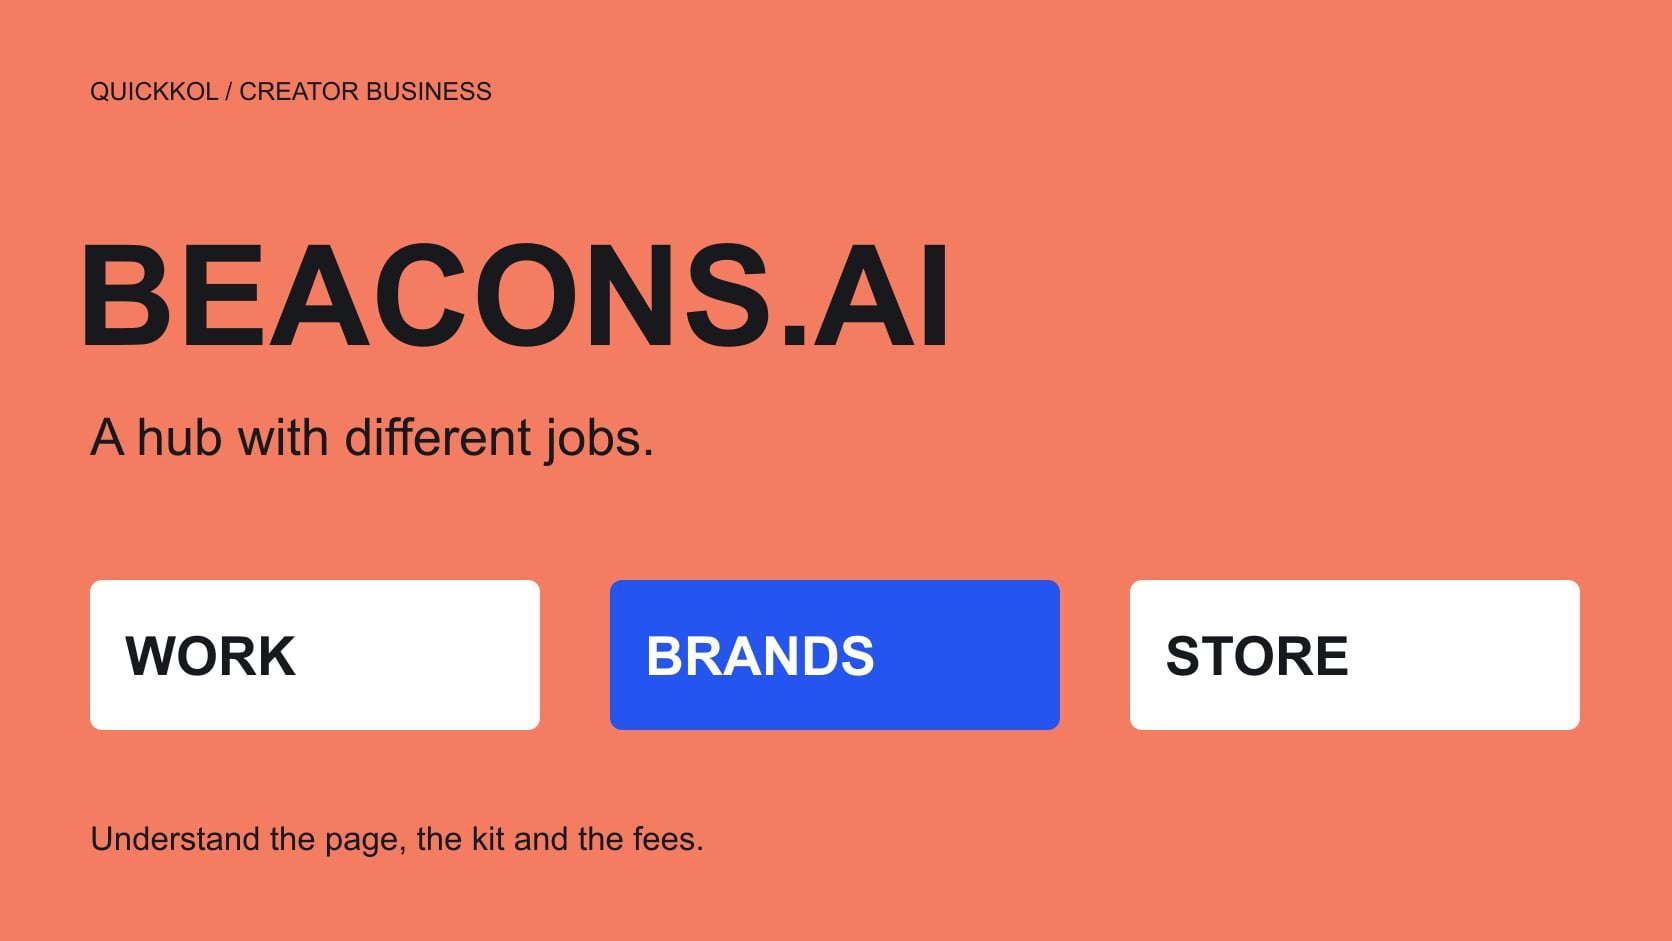 QUICKKOL / CREATOR BUSINESS
BEACONS.AI
A hub with different jobs.
WORK
BRANDS
STORE
Understand the page, the kit and the fees.